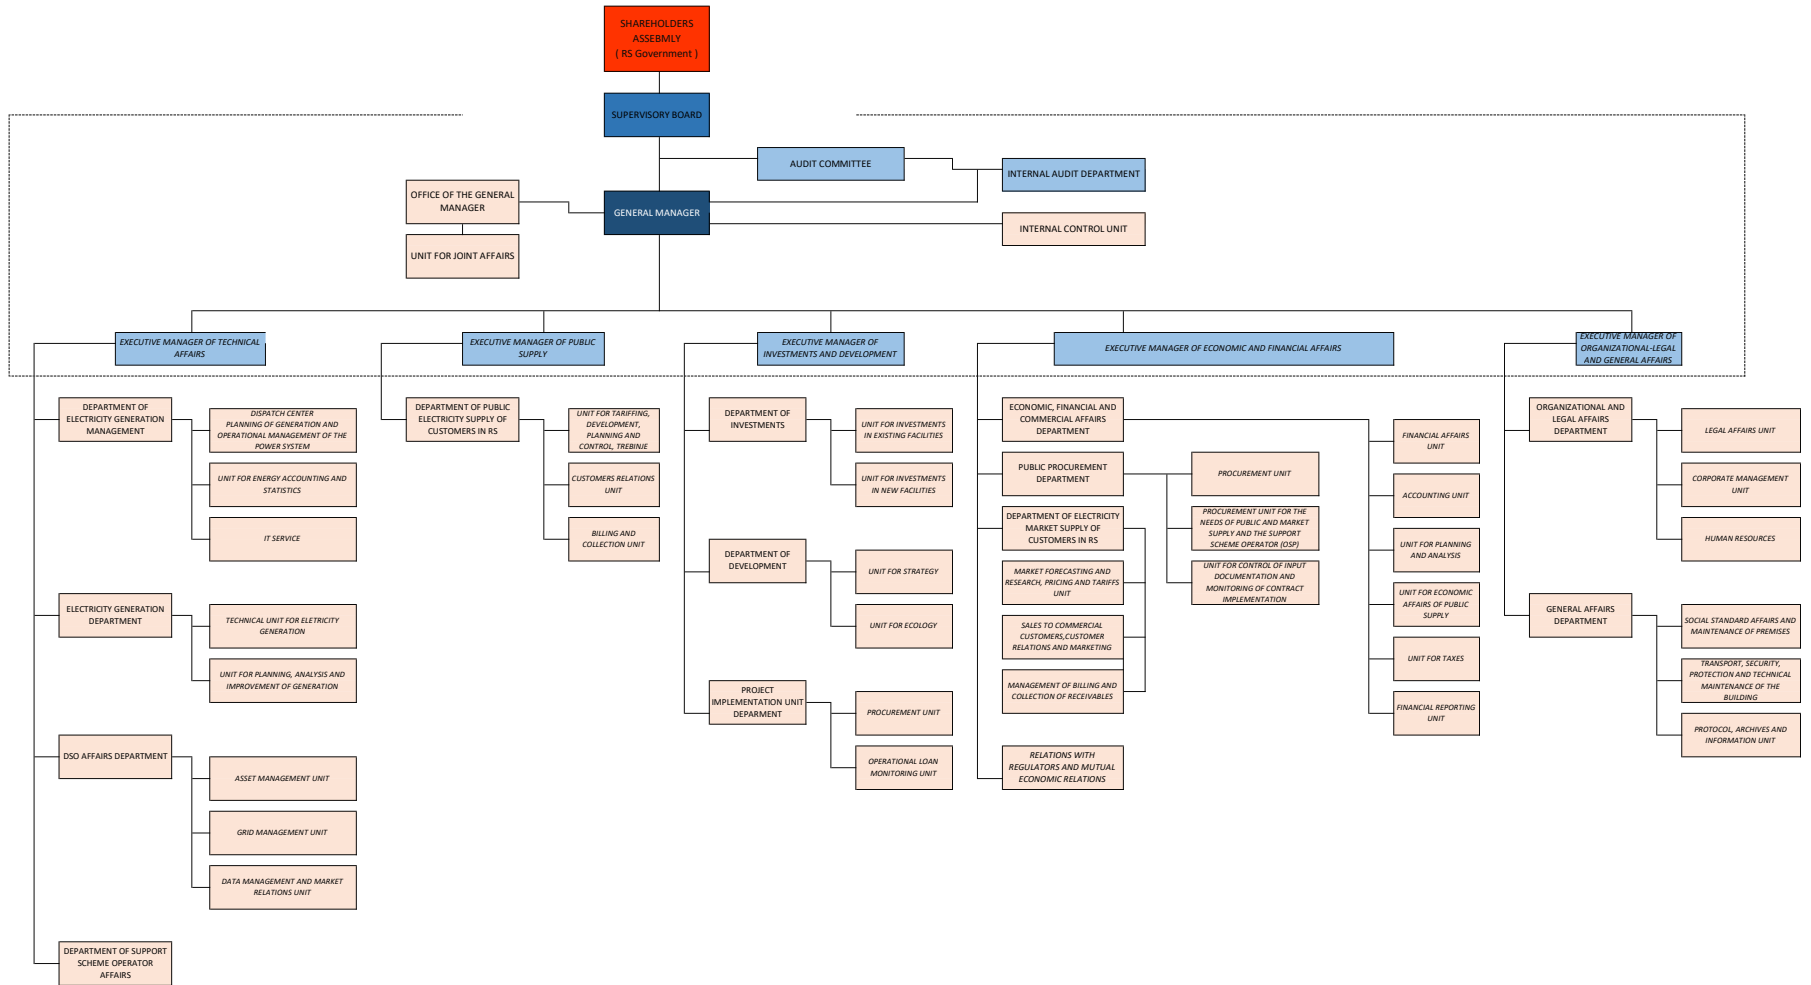 SHAREHOLDERS
ASSEBMLY
( RS Government )
SUPERVISORY BOARD
AUDIT COMMITTEE
INTERNAL AUDIT DEPARTMENT
OFFICE OF THE GENERAL
MANAGER
GENERAL MANAGER
INTERNAL CONTROL UNIT
UNIT FOR JOINT AFFAIRS
EXECUTIVE MANAGER OF TECHNICAL
AFFAIRS
EXECUTIVE MANAGER OF PUBLIC
SUPPLY
EXECUTIVE MANAGER OF
INVESTMENTS AND DEVELOPMENT
EXECUTIVE MANAGER OF ECONOMIC AND FINANCIAL AFFAIRS
EXECUTIVE MANAGER OF
ORGANIZATIONAL-LEGAL
AND GENERAL AFFAIRS
DEPARTMENT OF
ELECTRICITY GENERATION
MANAGEMENT
DISPATCH CENTER
PLANNING OF GENERATION AND
OPERATIONAL MANAGEMENT OF THE
POWER SYSTEM
UNIT FOR ENERGY ACCOUNTING AND
STATISTICS
IT SERVICE
ELECTRICITY GENERATION
DEPARTMENT
TECHNICAL UNIT FOR ELETRICITY
GENERATION
UNIT FOR PLANNING, ANALYSIS AND
IMPROVEMENT OF GENERATION
DSO AFFAIRS DEPARTMENT
ASSET MANAGEMENT UNIT
GRID MANAGEMENT UNIT
DATA MANAGEMENT AND MARKET
RELATIONS UNIT
DEPARTMENT OF SUPPORT
SCHEME OPERATOR
AFFAIRS
DEPARTMENT OF PUBLIC
ELECTRICITY SUPPLY OF
CUSTOMERS IN RS
UNIT FOR TARIFFING,
DEVELOPMENT,
PLANNING AND
CONTROL, TREBINJE
CUSTOMERS RELATIONS
UNIT
BILLING AND
COLLECTION UNIT
DEPARTMENT OF
INVESTMENTS
UNIT FOR INVESTMENTS
IN EXISTING FACILITIES
UNIT FOR INVESTMENTS
IN NEW FACILITIES
DEPARTMENT OF
DEVELOPMENT
UNIT FOR STRATEGY
UNIT FOR ECOLOGY
PROJECT
IMPLEMENTATION UNIT
DEPARMENT
PROCUREMENT UNIT
OPERATIONAL LOAN
MONITORING UNIT
ECONOMIC, FINANCIAL AND
COMMERCIAL AFFAIRS
DEPARTMENT
PUBLIC PROCUREMENT
DEPARTMENT
DEPARTMENT OF ELECTRICITY
MARKET SUPPLY OF
CUSTOMERS IN RS
MARKET FORECASTING AND
RESEARCH, PRICING AND TARIFFS
UNIT
SALES TO COMMERCIAL
CUSTOMERS,CUSTOMER
RELATIONS AND MARKETING
MANAGEMENT OF BILLING AND
COLLECTION OF RECEIVABLES
RELATIONS WITH
REGULATORS AND MUTUAL
ECONOMIC RELATIONS
PROCUREMENT UNIT
PROCUREMENT UNIT FOR THE
NEEDS OF PUBLIC AND MARKET
SUPPLY AND THE SUPPORT
SCHEME OPERATOR (OSP)
UNIT FOR CONTROL OF INPUT
DOCUMENTATION AND
MONITORING OF CONTRACT
IMPLEMENTATION
FINANCIAL AFFAIRS
UNIT
ACCOUNTING UNIT
UNIT FOR PLANNING
AND ANALYSIS
UNIT FOR ECONOMIC
AFFAIRS OF PUBLIC
SUPPLY
UNIT FOR TAXES
FINANCIAL REPORTING
UNIT
ORGANIZATIONAL AND
LEGAL AFFAIRS
DEPARTMENT
LEGAL AFFAIRS UNIT
CORPORATE MANAGEMENT
UNIT
HUMAN RESOURCES
GENERAL AFFAIRS
DEPARTMENT
SOCIAL STANDARD AFFAIRS AND
MAINTENANCE OF PREMISES
TRANSPORT, SECURITY,
PROTECTION AND TECHNICAL
MAINTENANCE OF THE
BUILDING
PROTOCOL, ARCHIVES AND
INFORMATION UNIT